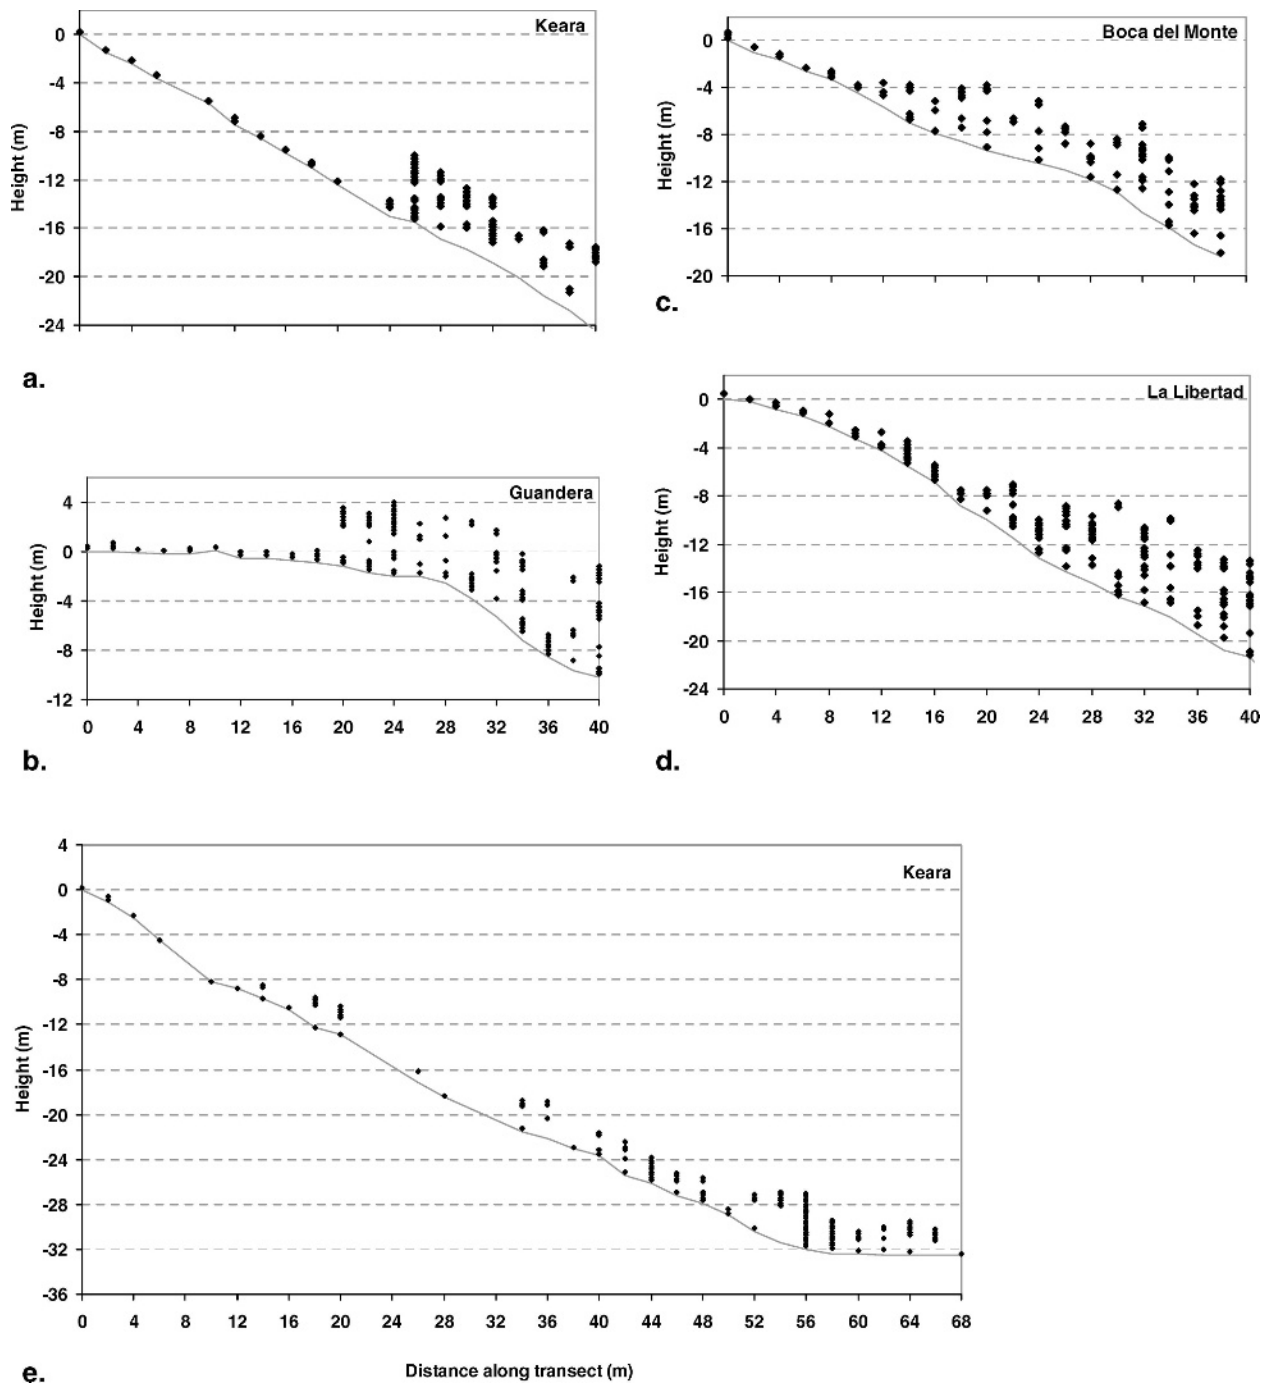 Keara
0
-4
-8
-12
-16
-20
-24
Height (m)
a.
Boca del Monte
0
-4
-8
-12
-16
-20
Height (m)
c.
Guandera
4
0
-4
-8
-12
Height (m)
0 4 8 12 16 20 24 28 32 36 40
b.
La Libertad
0
-4
-8
-12
-16
-20
-24
Height (m)
0 4 8 12 16 20 24 28 32 36 40
d.
Keara
4
0
-4
-8
-12
-16
-20
-24
-28
-32
-36
Height (m)
0 4 8 12 16 20 24 28 32 36 40 44 48 52 56 60 64 68
Distance along transect (m)
e.